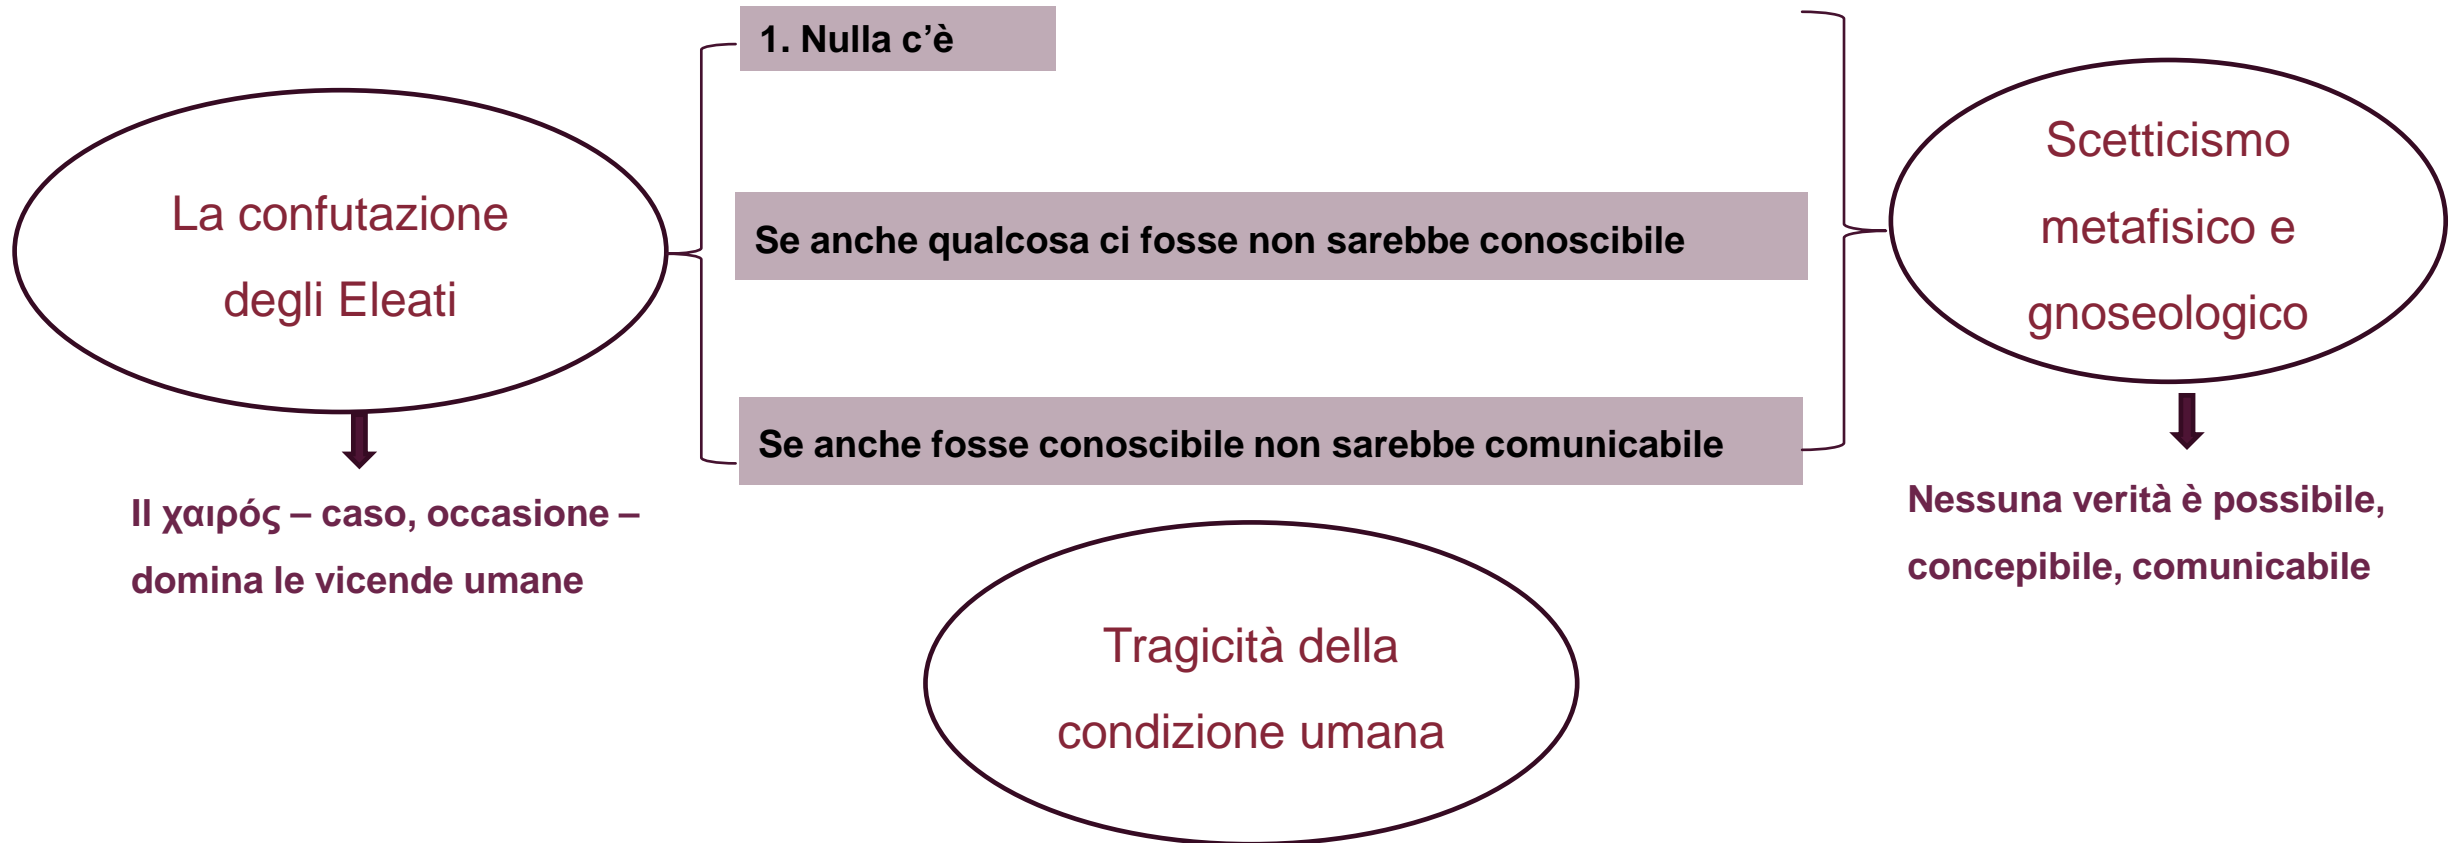 1. Nulla c’è
La confutazione
degli Eleati
Se anche qualcosa ci fosse non sarebbe conoscibile
Se anche fosse conoscibile non sarebbe comunicabile
Scetticismo
metafisico e
gnoseologico
Il χαιρός – caso, occasione –
domina le vicende umane
Nessuna verità è possibile,
concepibile, comunicabile
Tragicità della
condizione umana